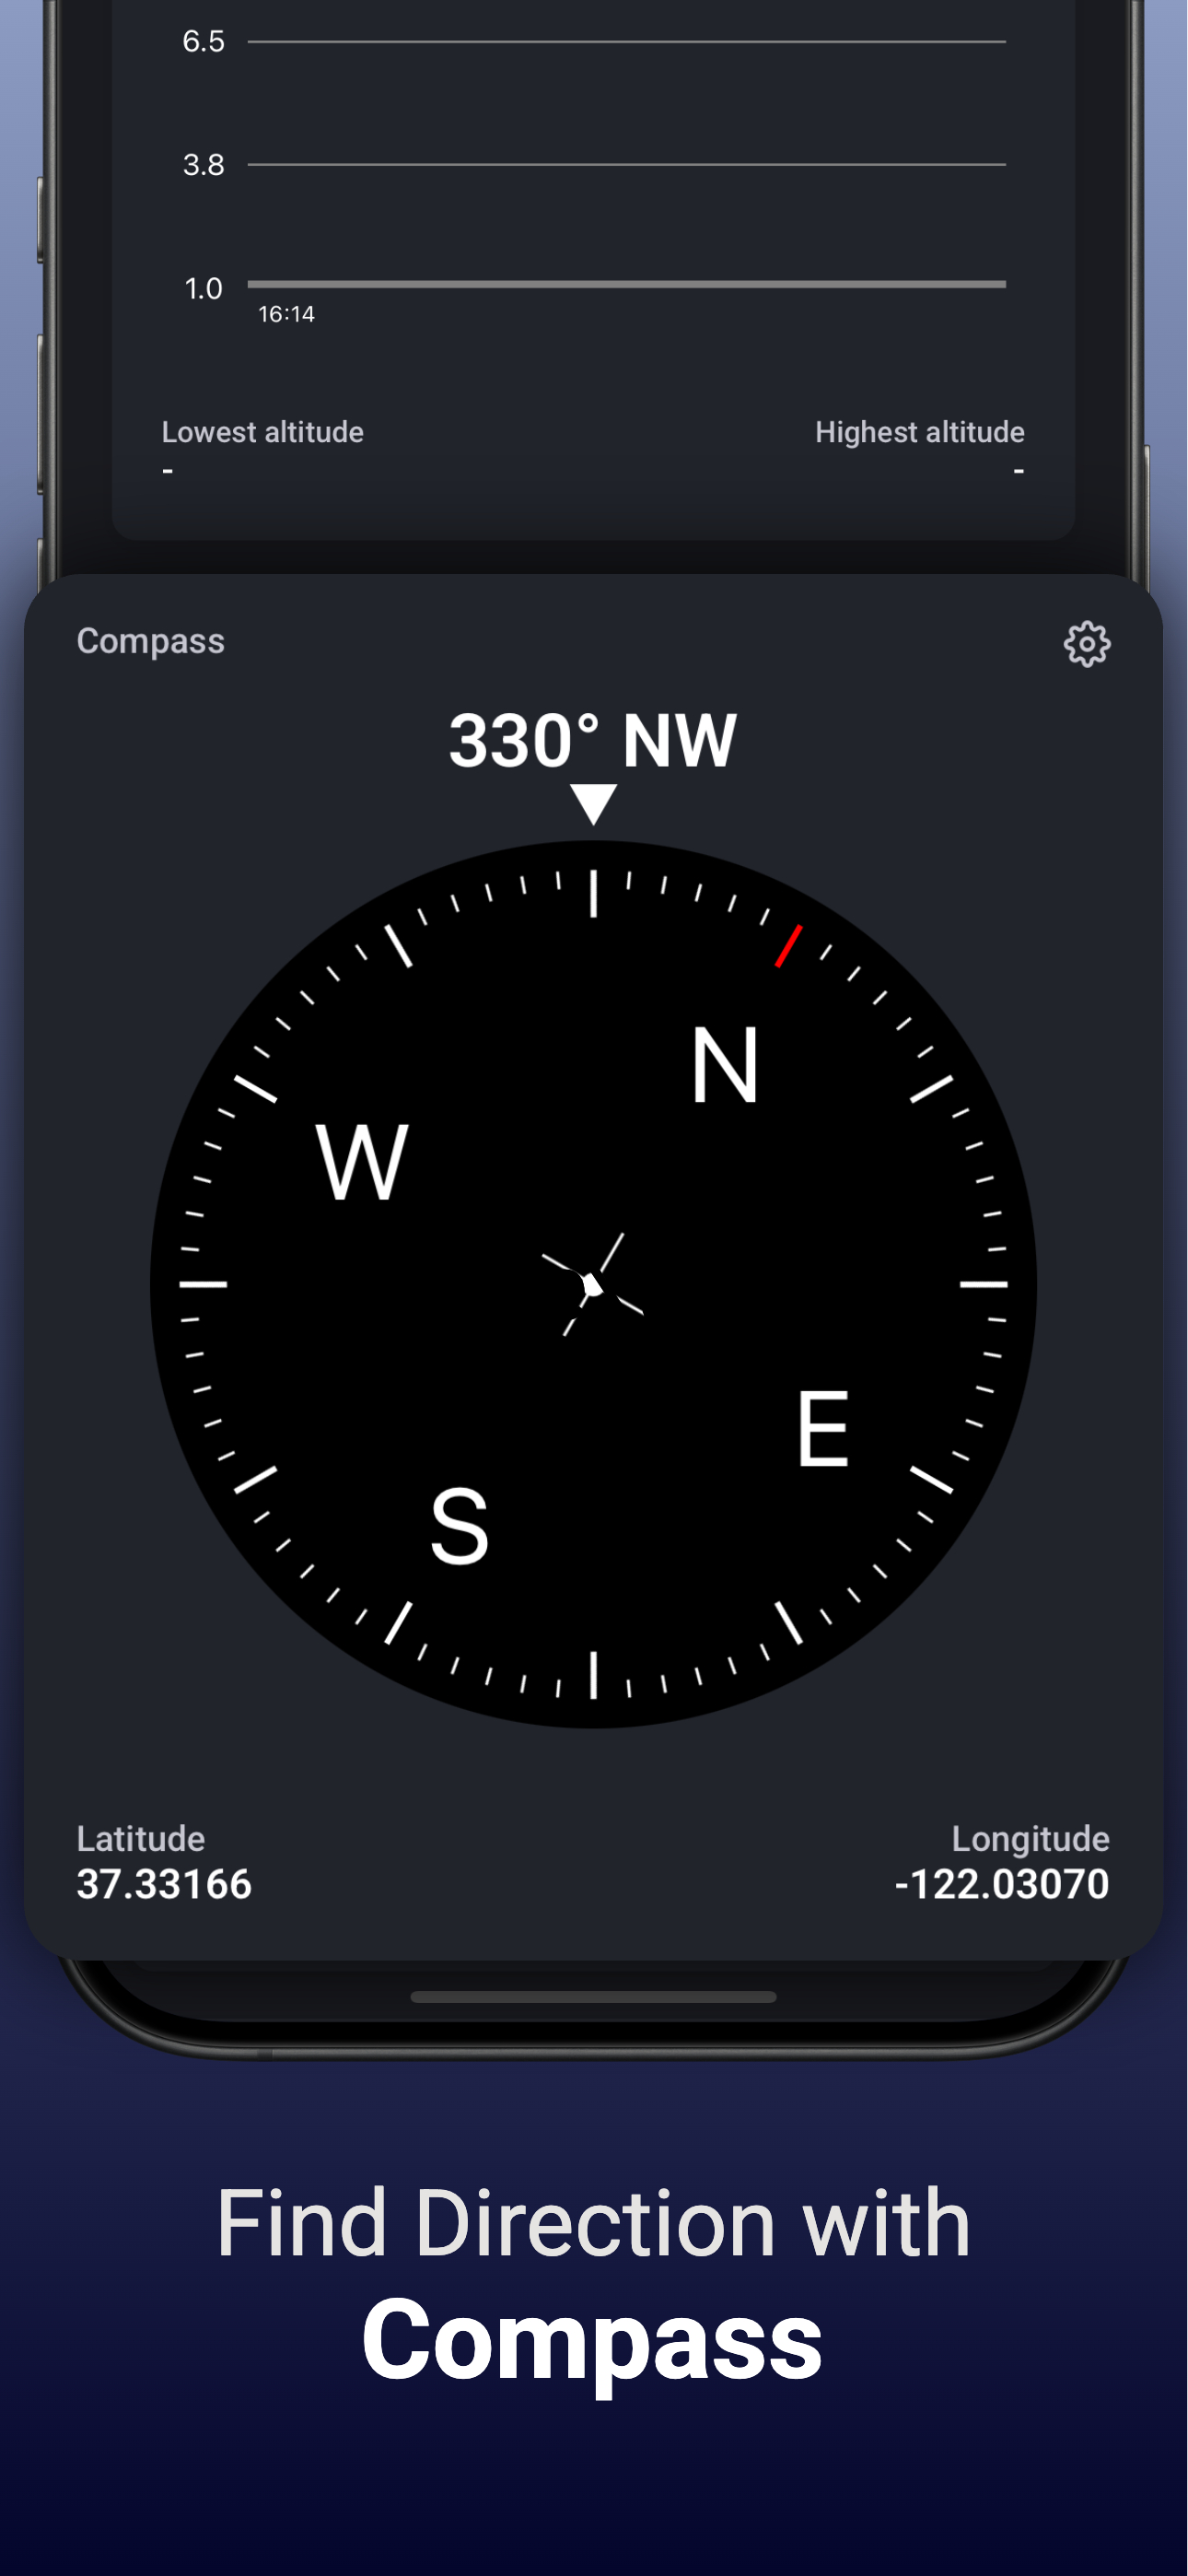 6.5
3.8
1.0
16:14
Lowest altitude
Highest altitude
-
-
Compass
330° NW
N
W
E
S
Latitude
Longitude
37.33166
-122.03070
Find Direction with
Compass